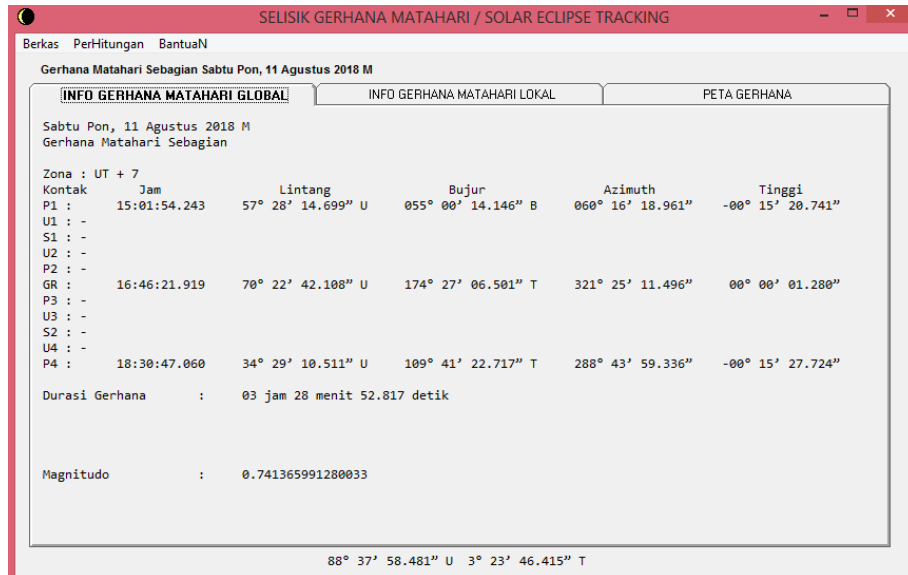 SELISIK GERHANA MATAHARI / SOLAR ECLIPSE TRACKING
Berkas PerHitungan BantuaN
Gerhana Matahari Sebagian Sabtu Pon, 11 Agustus 2018 M
INFO GERHANA MATAHARI GLOBAL INFO GERHANA MATAHARI LOKAL PETA GERHANA
Sabtu Pon, 11 Agustus 2018 M
Gerhana Matahari Sebagian
Zona : UT + 7
Kontak Jam Lintang Bujur Azimuth Tinggi
P1 : 15:01:54.243 57° 28’ 14.699” U 055° 00’ 14.146” B 060° 16’ 18.961” -00° 15’ 20.741”
U1 : -
S1 : -
U2 : -
P2 : -
GR : 16:46:21.919 70° 22’ 42.108” U 174° 27’ 06.501” T 321° 25’ 11.496” 00° 00’ 01.280”
P3 : -
U3 : -
S2 : -
U4 : -
P4 : 18:30:47.060 34° 29’ 10.511” U 109° 41’ 22.717” T 288° 43’ 59.336” -00° 15’ 27.724”
Durasi Gerhana : 03 jam 28 menit 52.817 detik
Magnitudo : 0.741365991280033
88° 37’ 58.481” U 3° 23’ 46.415” T